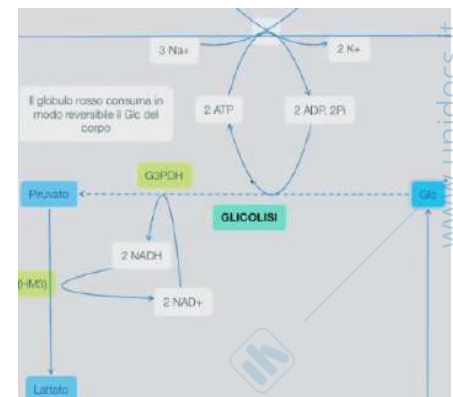 3 Na+
2 K+
Il globulo rosso consuma in
modo reversibile il Glc del
corpo
2 ATP
2 ADP, 2Pi
G3PDH
Piruvato
Glc
GLICOLISI
2 NADH
(HM3)
2 NAD+
Lattato
www.unidocs.it